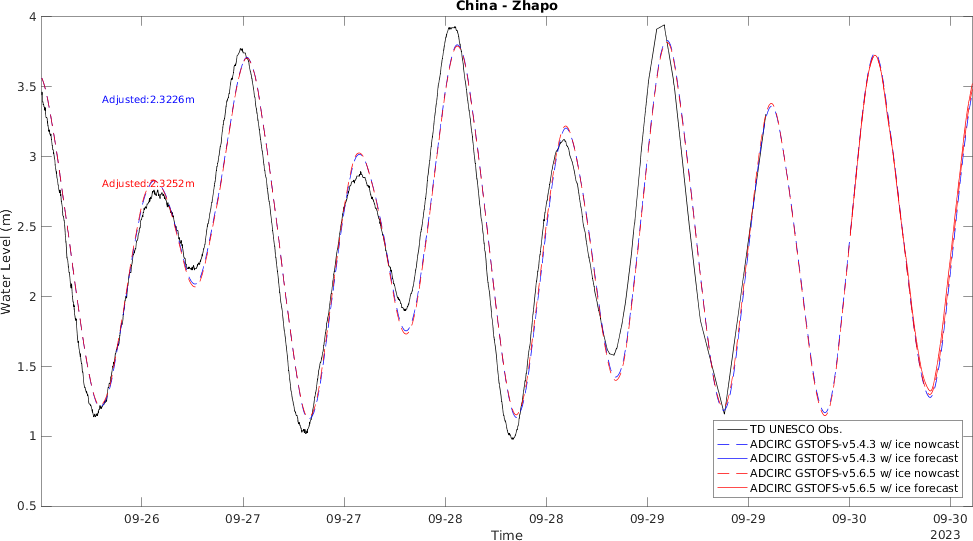 China - Zhapo
4
3.5
3
2.5
2
1.5
1
0.5
Water Level (m)
Adjusted:2.3226m
Adjusted:2.3252m
TD UNESCO Obs.
ADCIRC GSTOFS-v5.4.3 w/ ice nowcast
ADCIRC GSTOFS-v5.4.3 w/ ice forecast
ADCIRC GSTOFS-v5.6.5 w/ ice nowcast
ADCIRC GSTOFS-v5.6.5 w/ ice forecast
09-26 09-27 09-27 09-28 09-28 09-29 09-29 09-30 09-30
2023
Time